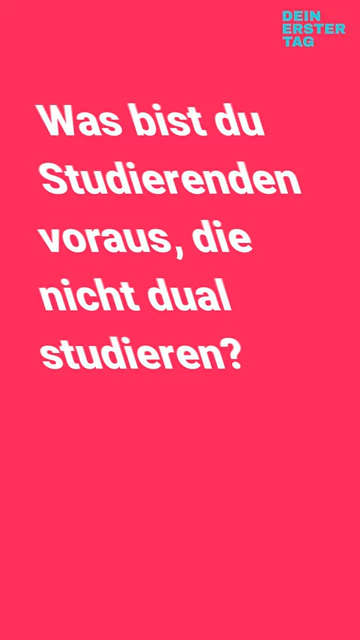 DEIN
ERSTER
TAG
Was bist du
Studierenden
voraus, die
nicht dual
studieren?